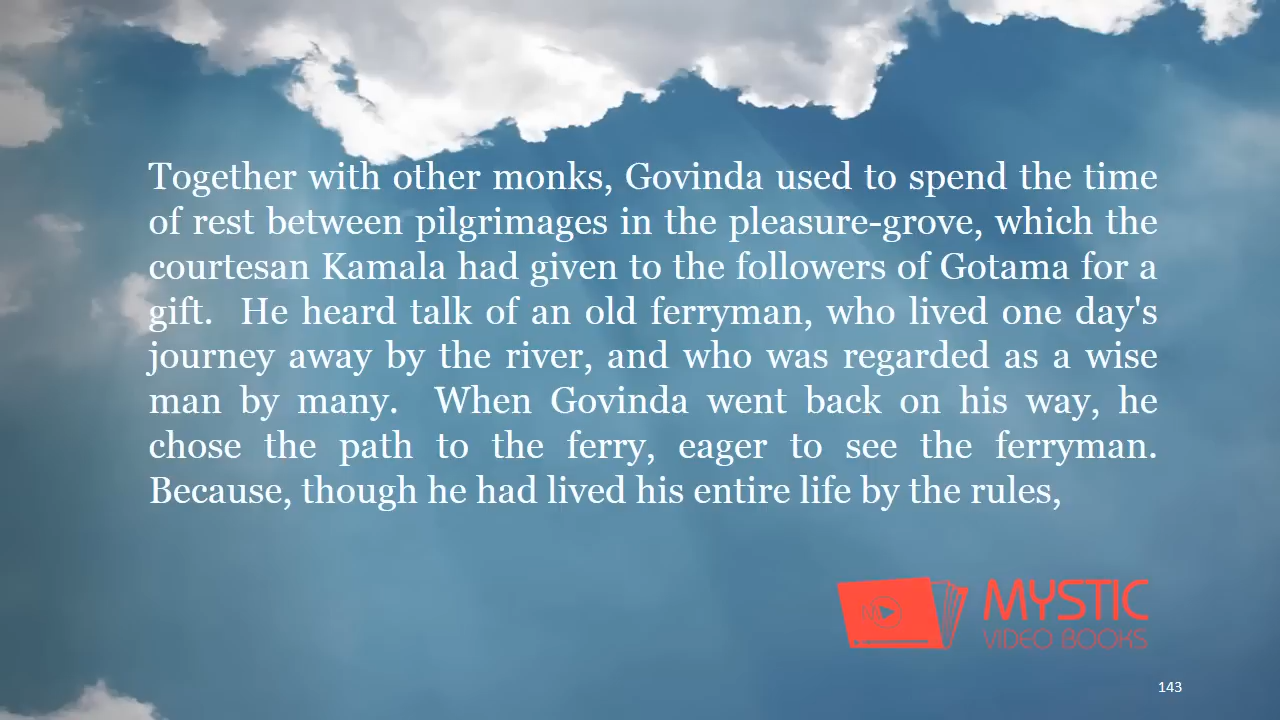 Together with other monks, Govinda used to spend the time
of rest between pilgrimages in the pleasure-grove, which the
courtesan Kamala had given to the followers of Gotama for a
gift.  He heard talk of an old ferryman, who lived one day's
journey away by the river, and who was regarded as a wise
man by many.  When Govinda went back on his way, he
chose the path to the ferry, eager to see the ferryman.
Because, though he had lived his entire life by the rules,
MYSTIC
VIDEO BOOKS
143